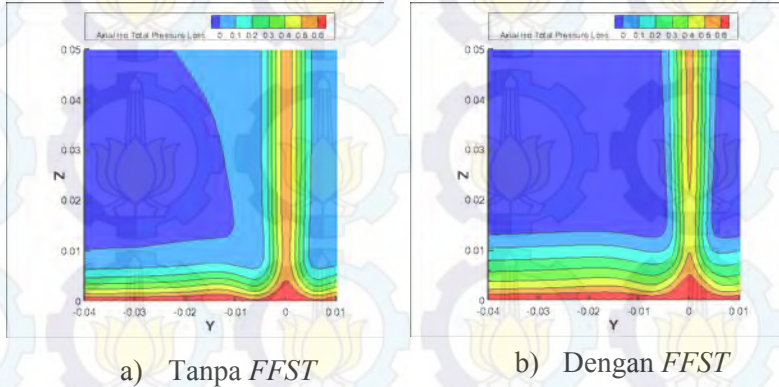 Axial Iso Total Pressure Loss: 0 0.1 0.2 0.3 0.4 0.5 0.6
0.05
0.04
0.03
Z
0.02
0.01
0
-0.04 -0.03 -0.02 -0.01 0 0.01
Y
a) Tanpa FFST
Axial Iso Total Pressure Loss: 0 0.1 0.2 0.3 0.4 0.5 0.6
0.05
0.04
0.03
Z
0.02
0.01
0
-0.04 -0.03 -0.02 -0.01 0 0.01
Y
b) Dengan FFST